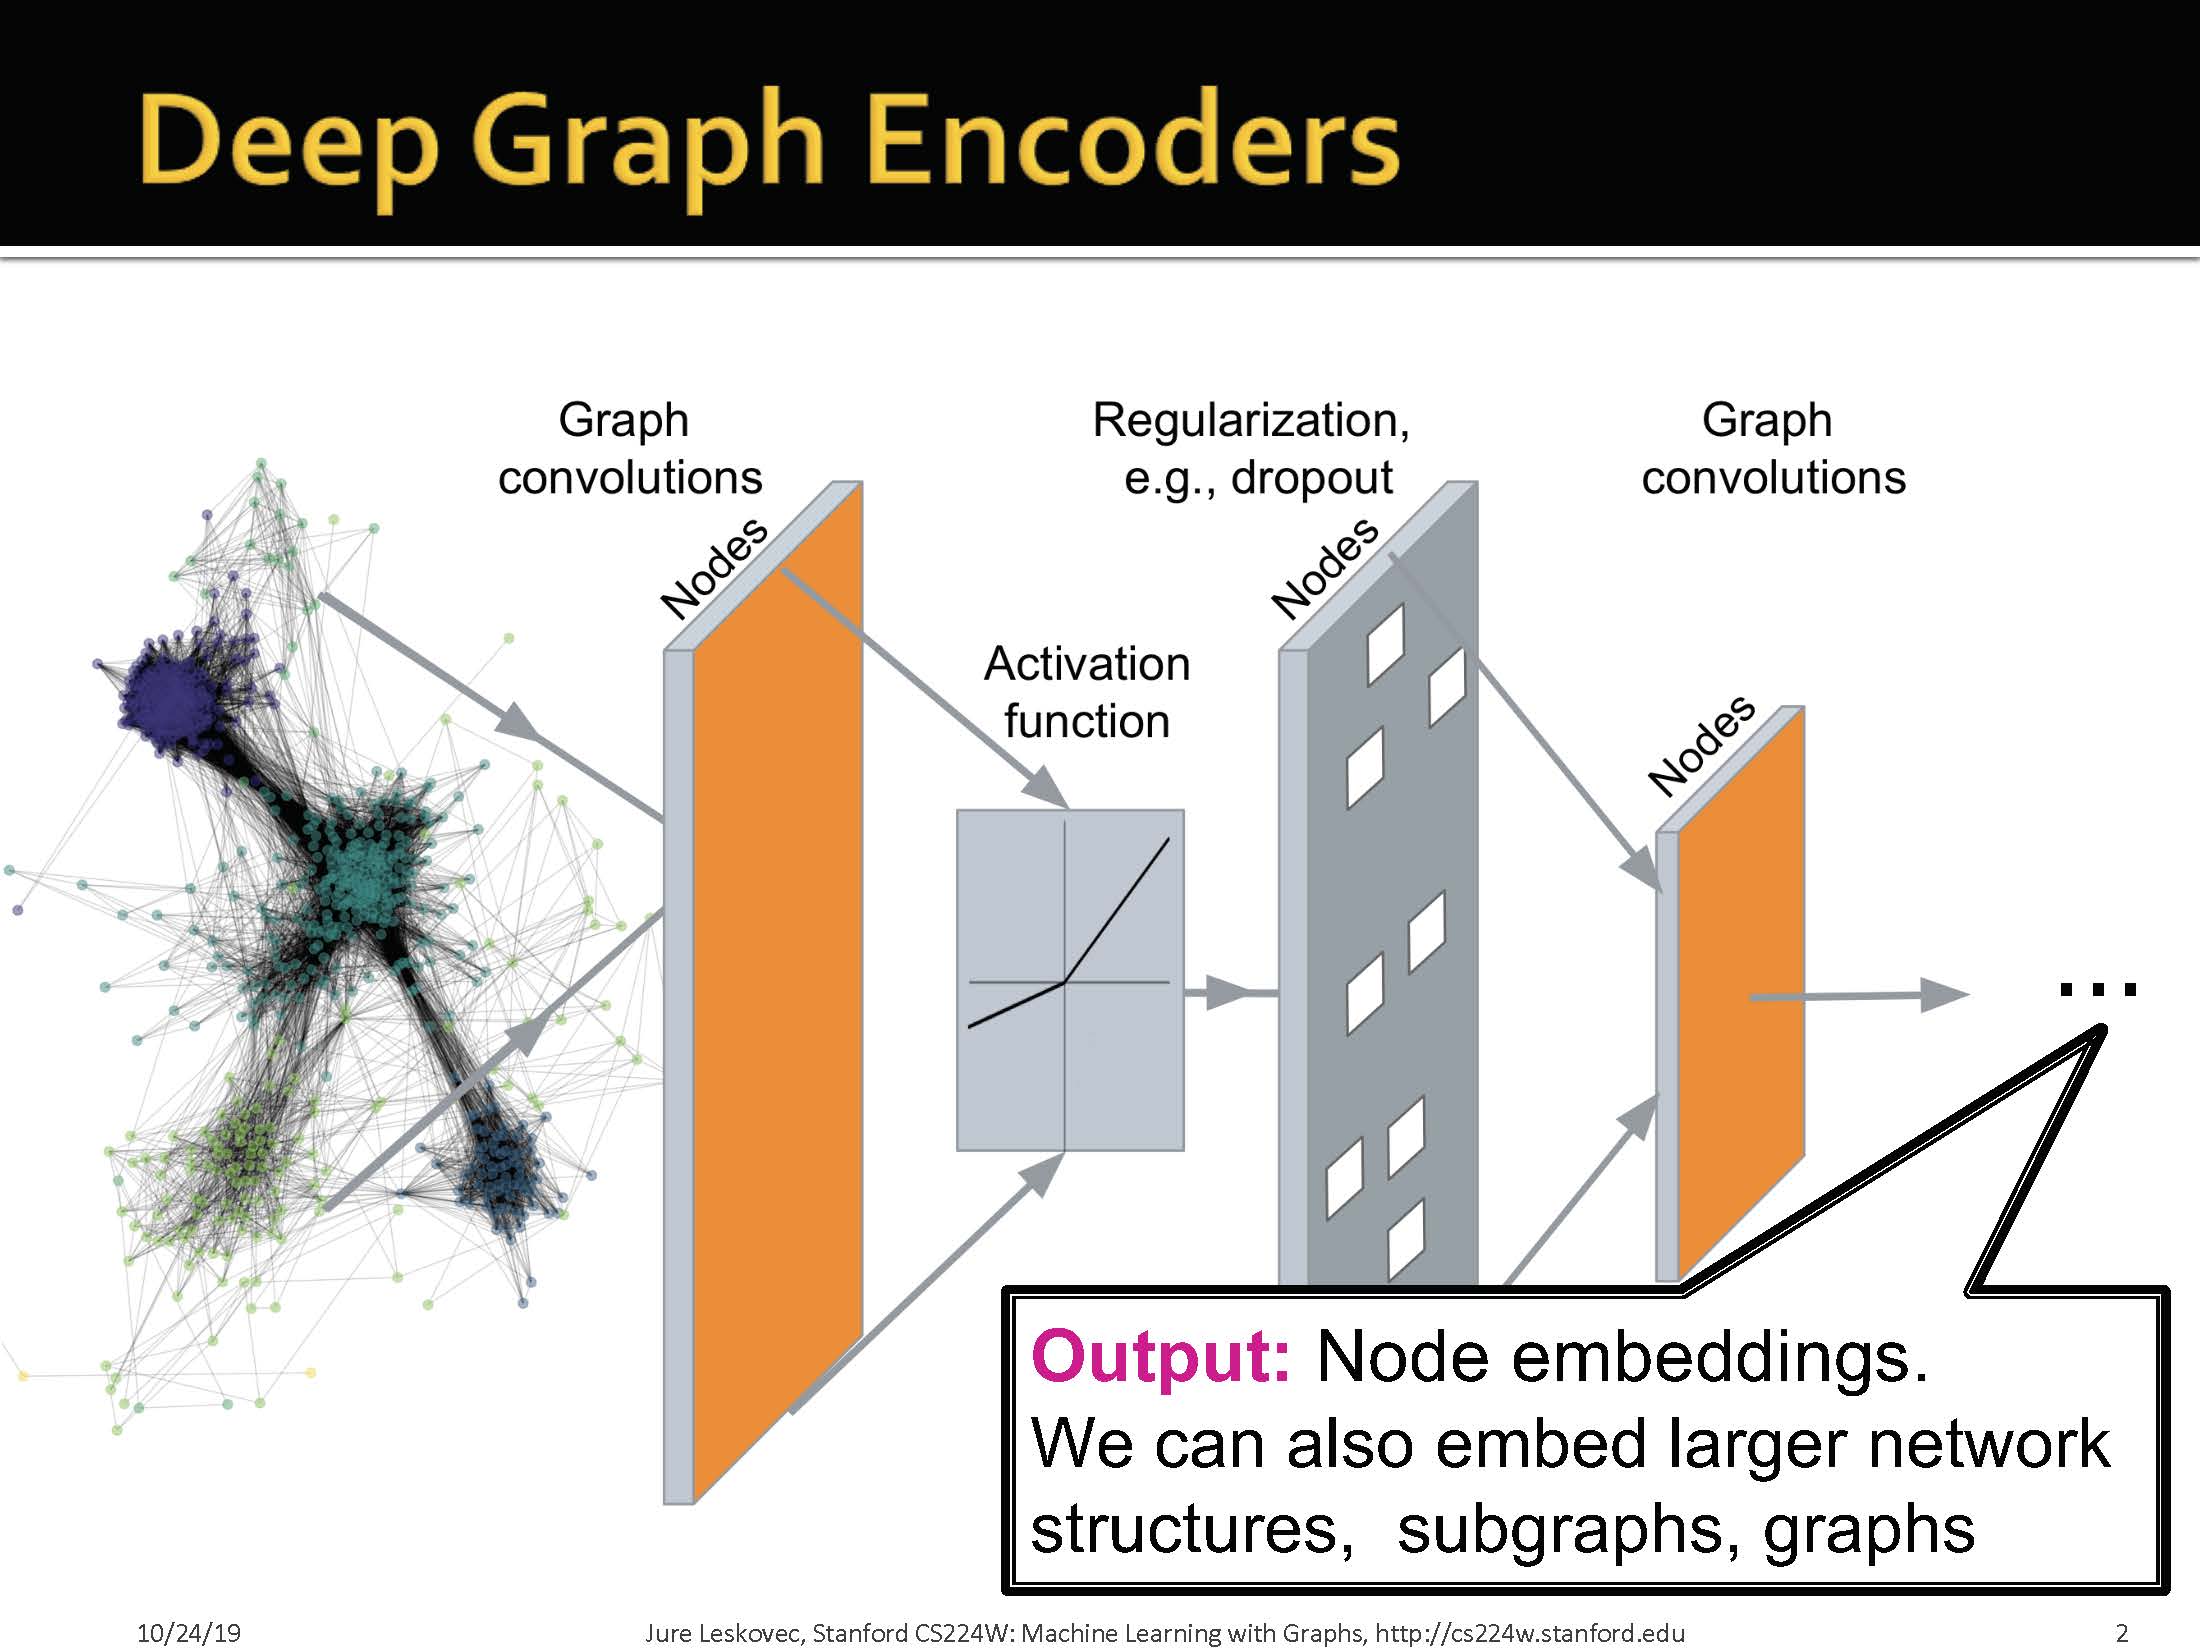 Deep Graph Encoders
Graph
convolutions
Regularization,
e.g., dropout
Graph
convolutions
Nodes
Nodes
Activation
function
Nodes
...
Output: Node embeddings.
We can also embed larger network
structures,  subgraphs, graphs
10/24/19
Jure Leskovec, Stanford CS224W: Machine Learning with Graphs, http://cs224w.stanford.edu
2